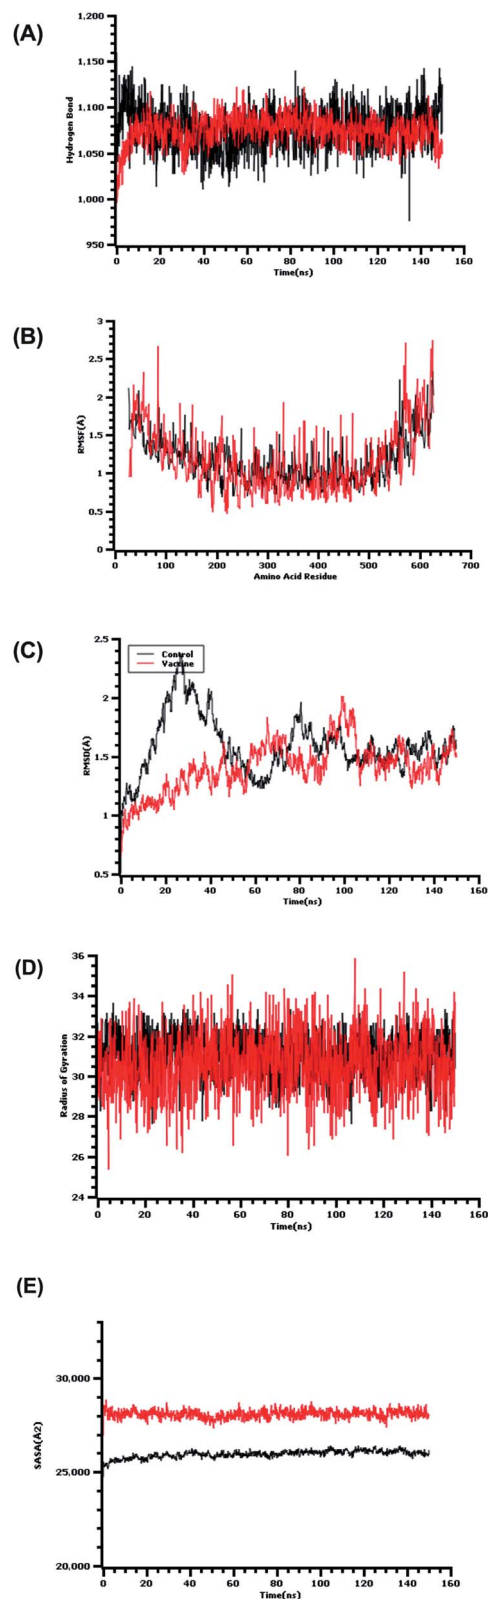 (A)
1,200
1,150
1,100
1,050
1,000
950
Hydrogen Bond
0 20 40 60 80 100 120 140 160
Time(ns)
(B)
3
2.5
2
1.5
1
0.5
0
RMSF(Å)
0 100 200 300 400 500 600 700
Amino Acid Residue
(C)
2.5
2
1.5
1
0.5
RMSD(Å)
Control
Vaccine
0 20 40 60 80 100 120 140 160
Time(ns)
(D)
36
34
32
30
28
26
24
Radius of Gyration
0 20 40 60 80 100 120 140 160
Time(ns)
(E)
30,000
25,000
20,000
SASA(Å2)
0 20 40 60 80 100 120 140 160
Time(ns)